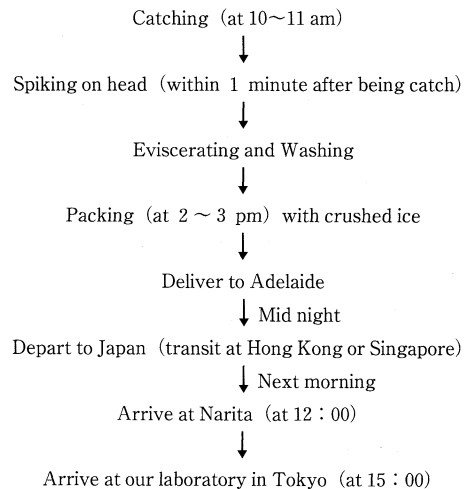 Catching (at 10～11 am)
Spiking on head (within 1 minute after being catch)
Eviscerating and Washing
Packing (at 2～3 pm) with crushed ice
Deliver to Adelaide
Mid night
Depart to Japan (transit at Hong Kong or Singapore)
Next morning
Arrive at Narita (at 12：00)
Arrive at our laboratory in Tokyo (at 15：00)